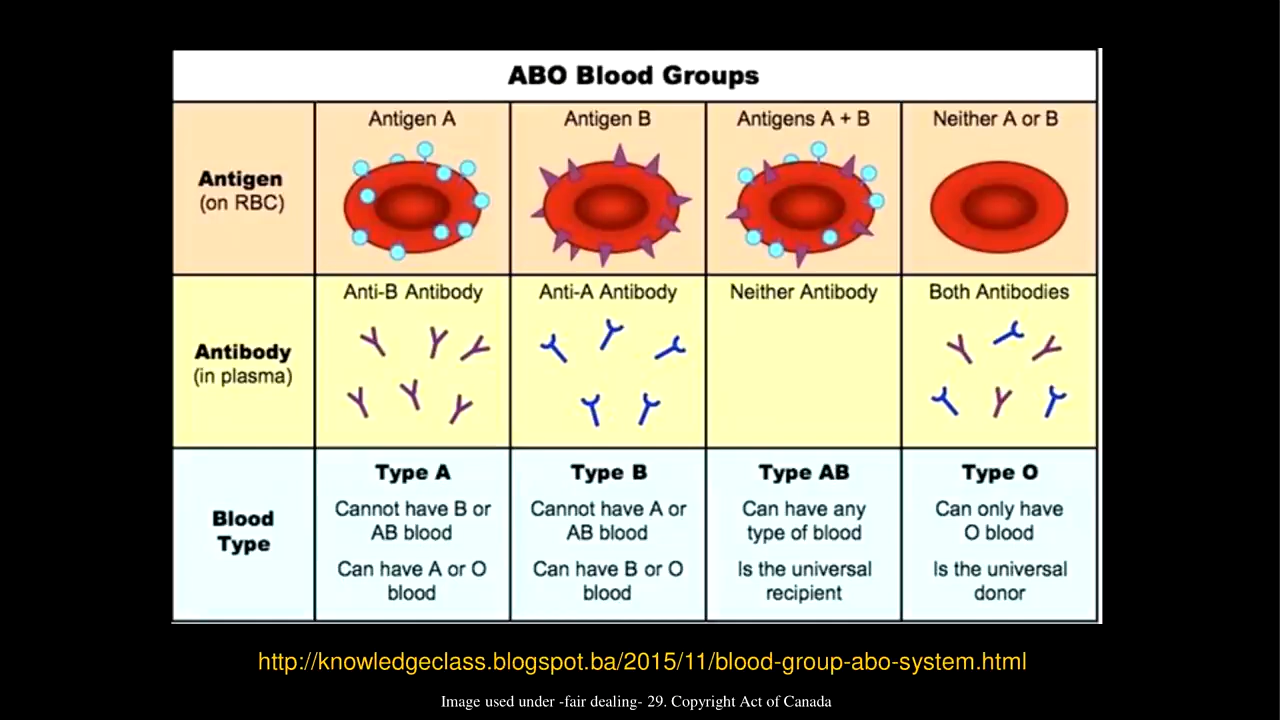 ABO Blood Groups
Antigen
(on RBC)
Antigen A
Antigen B
Antigens A + B
Neither A or B
Antibody
(in plasma)
Anti-B Antibody
Anti-A Antibody
Neither Antibody
Both Antibodies
Blood
Type
Type A
Cannot have B or
AB blood
Can have A or O
blood
Type B
Cannot have A or
AB blood
Can have B or O
blood
Type AB
Can have any
type of blood
Is the universal
recipient
Type O
Can only have
O blood
Is the universal
donor
http://knowledgeclass.blogspot.ba/2015/11/blood-group-abo-system.html
Image used under -fair dealing- 29. Copyright Act of Canada